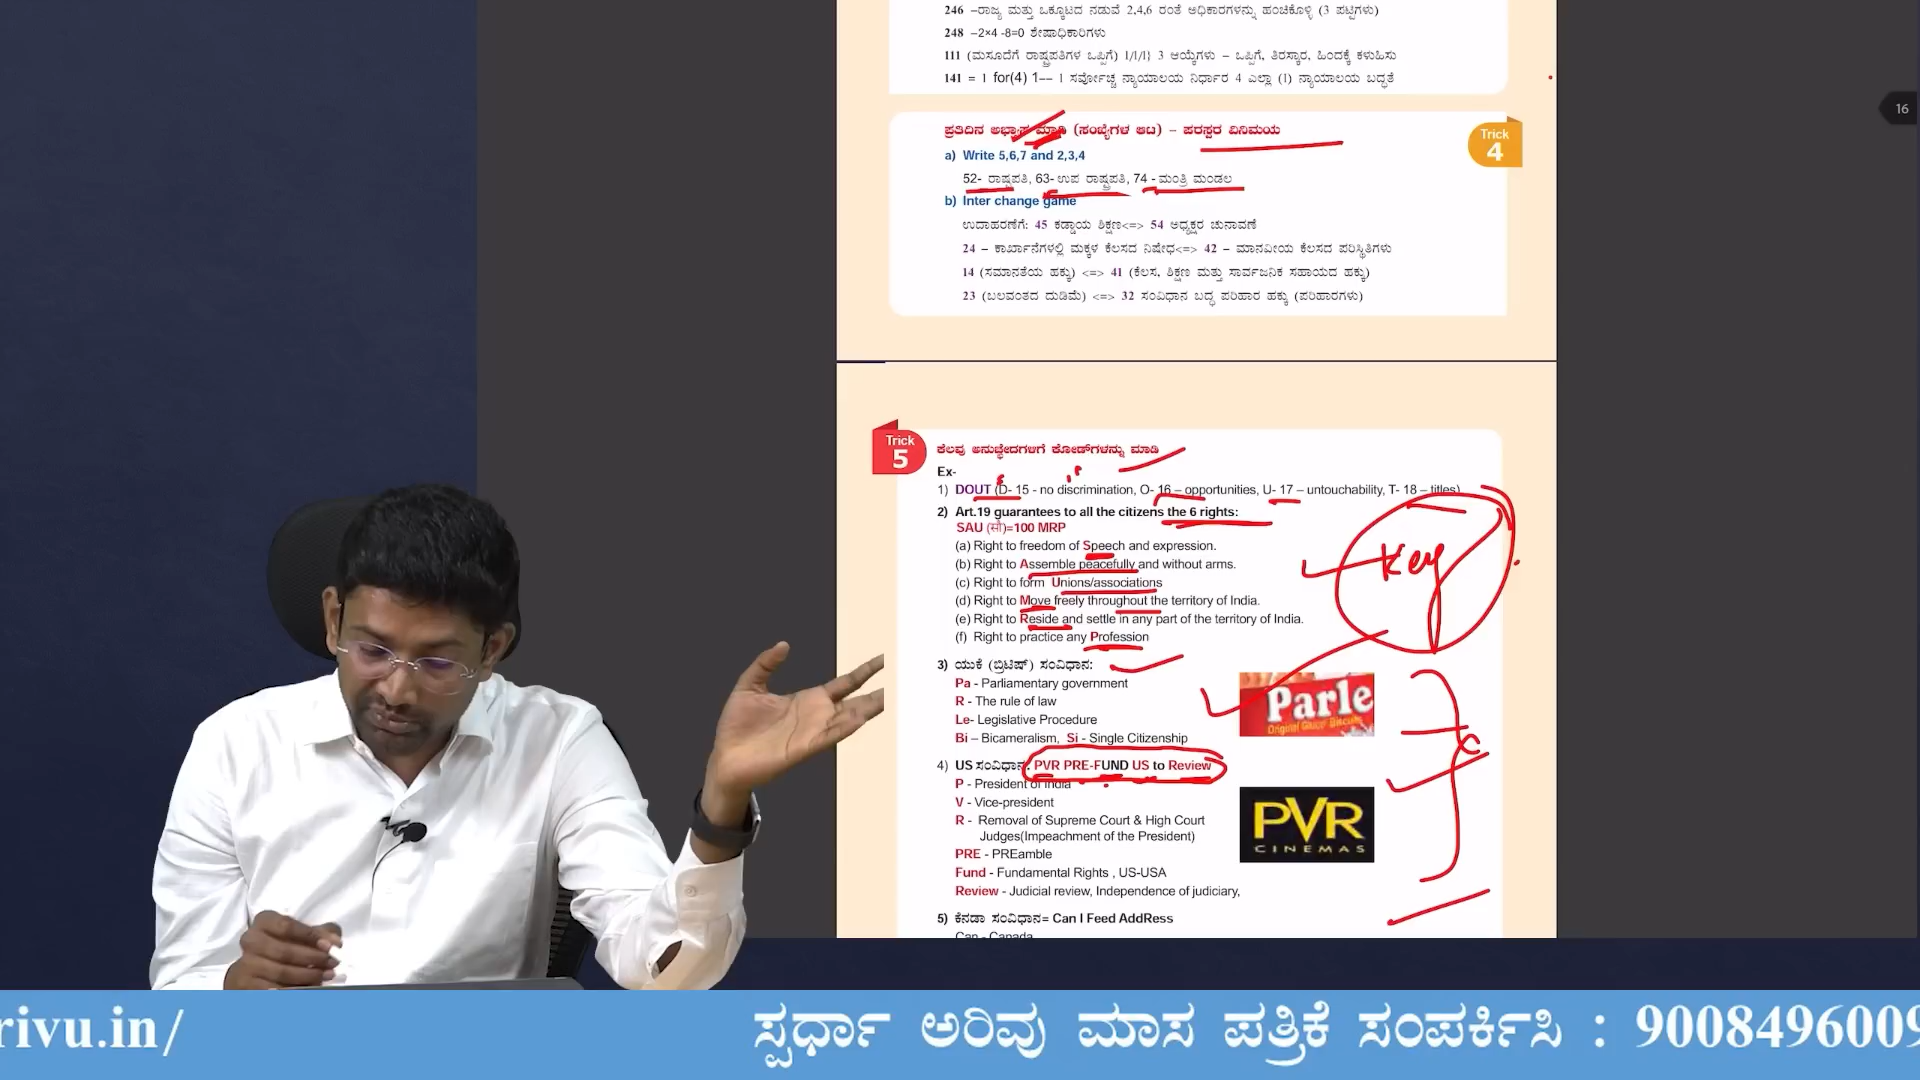 246 –ರಾಜ್ಯ ಮತ್ತು ಒಕ್ಕೂಟದ ನಡುವೆ 2,4,6 ರಂತೆ ಅಧಿಕಾರಗಳನ್ನು ಹಂಚಿಕೊಳ್ಳಿ (3 ಪಟ್ಟಿಗಳು)
248 –2×4 -8=0 ಶೇಷಾಧಿಕಾರಿಗಳು
111 (ಮಸೂದೆಗೆ ರಾಷ್ಟ್ರಪತಿಗಳ ಒಪ್ಪಿಗೆ) 1/1/1} 3 ಆಯ್ಕೆಗಳು – ಒಪ್ಪಿಗೆ, ತಿರಸ್ಕಾರ, ಹಿಂದಕ್ಕೆ ಕಳುಹಿಸು
141 = 1 for(4) 1-- 1 ಸರ್ವೋಚ್ಚ ನ್ಯಾಯಾಲಯ ನಿರ್ಧಾರ 4 ಎಲ್ಲಾ (1) ನ್ಯಾಯಾಲಯ ಬದ್ಧತೆ
16
Trick
4
ಪ್ರತಿದಿನ ಅಭ್ಯಾಸ ಮಾಡಿ (ಸಂಖ್ಯೆಗಳ ಆಟ) – ಪರಸ್ಪರ ವಿನಿಮಯ
a) Write 5,6,7 and 2,3,4
52- ರಾಷ್ಟ್ರಪತಿ, 63- ಉಪ ರಾಷ್ಟ್ರಪತಿ, 74 - ಮಂತ್ರಿ ಮಂಡಲ
b) Inter change game
ಉದಾಹರಣೆಗೆ: 45 ಕಡ್ಡಾಯ ಶಿಕ್ಷಣ<=> 54 ಅಧ್ಯಕ್ಷರ ಚುನಾವಣೆ
24 – ಕಾರ್ಖಾನೆಗಳಲ್ಲಿ ಮಕ್ಕಳ ಕೆಲಸದ ನಿಷೇಧ<=> 42 – ಮಾನವೀಯ ಕೆಲಸದ ಪರಿಸ್ಥಿತಿಗಳು
14 (ಸಮಾನತೆಯ ಹಕ್ಕು) <=> 41 (ಕೆಲಸ, ಶಿಕ್ಷಣ ಮತ್ತು ಸಾರ್ವಜನಿಕ ಸಹಾಯದ ಹಕ್ಕು)
23 (ಬಲವಂತದ ದುಡಿಮೆ) <=> 32 ಸಂವಿಧಾನ ಬದ್ಧ ಪರಿಹಾರ ಹಕ್ಕು (ಪರಿಹಾರಗಳು)
Trick
5
ಕೆಲವು ಅನುಚ್ಛೇದಗಳಿಗೆ ಕೋಡ್‌ಗಳನ್ನು ಮಾಡಿ
Ex-
1) DOUT (D- 15 - no discrimination, O- 16 – opportunities, U- 17 – untouchability, T- 18 – titles)
2) Art.19 guarantees to all the citizens the 6 rights:
SAU (सौ)=100 MRP
(a) Right to freedom of Speech and expression.
(b) Right to Assemble peacefully and without arms.
(c) Right to form Unions/associations
(d) Right to Move freely throughout the territory of India.
(e) Right to Reside and settle in any part of the territory of India.
(f) Right to practice any Profession
Key
3) ಯುಕೆ (ಬ್ರಿಟಿಷ್) ಸಂವಿಧಾನ:
Pa - Parliamentary government
R - The rule of law
Le- Legislative Procedure
Bi – Bicameralism, Si - Single Citizenship
Parle
Original Gluco Biscuits
4) US ಸಂವಿಧಾನ: PVR PRE-FUND US to Review
P - President of India
V - Vice-president
R - Removal of Supreme Court & High Court
Judges(Impeachment of the President)
PRE - PREamble
Fund - Fundamental Rights , US-USA
Review - Judicial review, Independence of judiciary,
PVR
CINEMAS
5) ಕೆನಡಾ ಸಂವಿಧಾನ= Can I Feed AddRess
Can - Canada
rivu.in/ ಸ್ಪರ್ಧಾ ಅರಿವು ಮಾಸ ಪತ್ರಿಕೆ ಸಂಪರ್ಕಿಸಿ : 9008496009